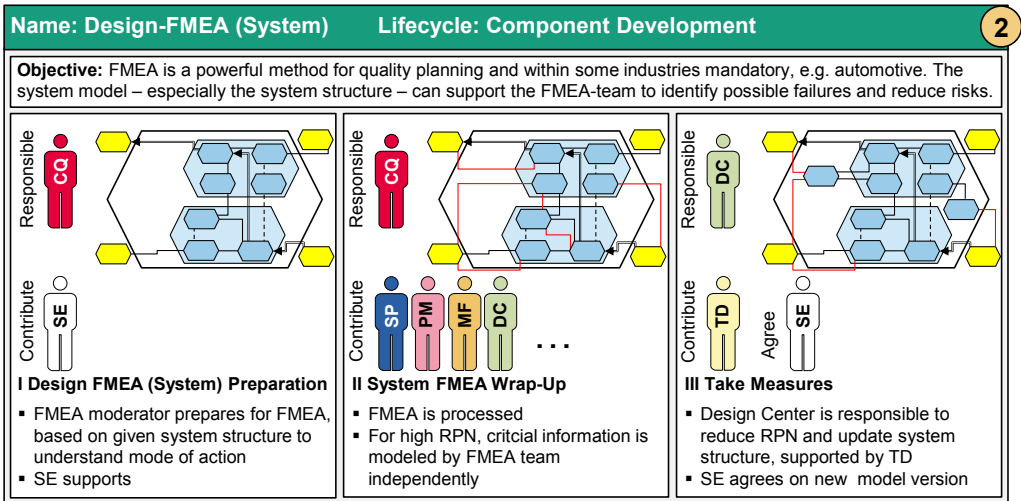 Name: Design-FMEA (System) Lifecycle: Component Development 2
Objective: FMEA is a powerful method for quality planning and within some industries mandatory, e.g. automotive. The
system model – especially the system structure – can support the FMEA-team to identify possible failures and reduce risks.
Responsible
CQ
Contribute
SE
I Design FMEA (System) Preparation
▪ FMEA moderator prepares for FMEA,
based on given system structure to
understand mode of action
▪ SE supports
Responsible
CQ
Contribute
SP PM MF DC ...
II System FMEA Wrap-Up
▪ FMEA is processed
▪ For high RPN, critcial information is
modeled by FMEA team
independently
Responsible
DC
Contribute
TD
Agree
SE
III Take Measures
▪ Design Center is responsible to
reduce RPN and update system
structure, supported by TD
▪ SE agrees on new model version